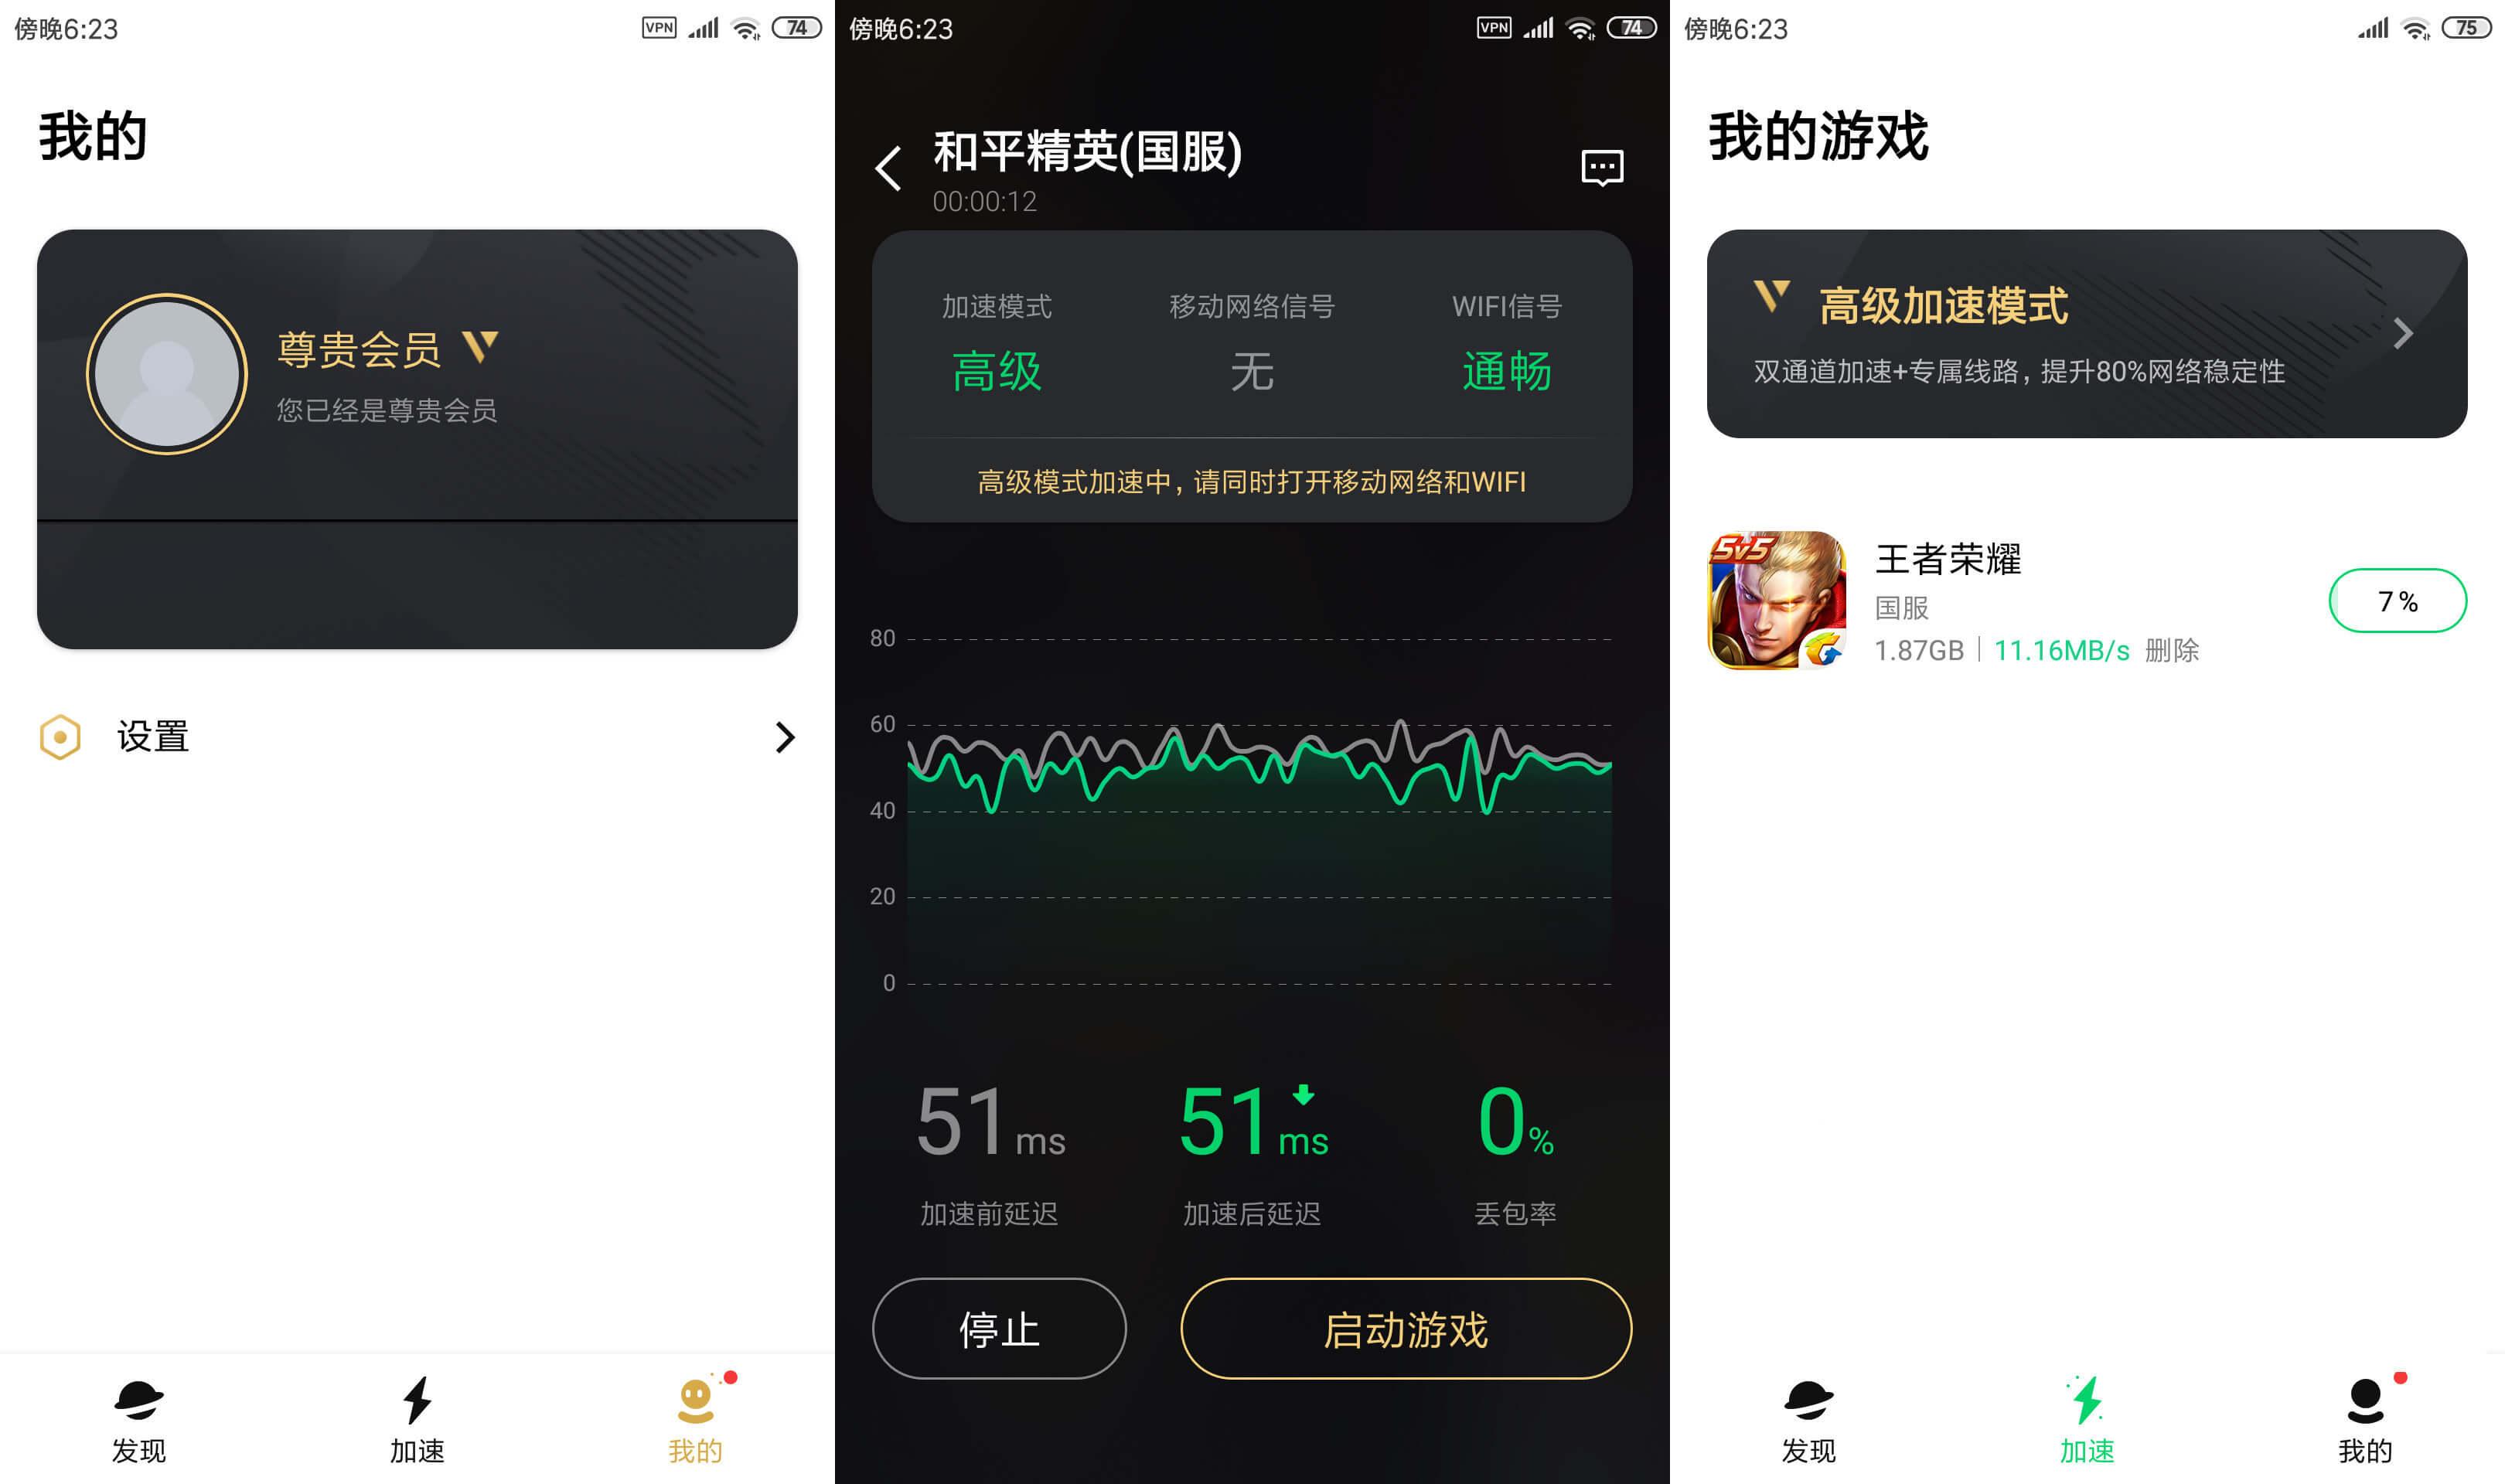 傍晚6:23
VPN
74
我的
尊贵会员
您已经是尊贵会员
设置
发现
加速
我的
傍晚6:23
VPN
74
和平精英(国服)
00:00:12
加速模式
移动网络信号
WIFI信号
高级
无
通畅
高级模式加速中，请同时打开移动网络和WIFI
80
60
40
20
0
51ms
51ms
0%
加速前延迟
加速后延迟
丢包率
停止
启动游戏
傍晚6:23
75
我的游戏
高级加速模式
双通道加速+专属线路，提升80%网络稳定性
5v5
王者荣耀
国服
1.87GB
11.16MB/s
删除
7%
发现
加速
我的